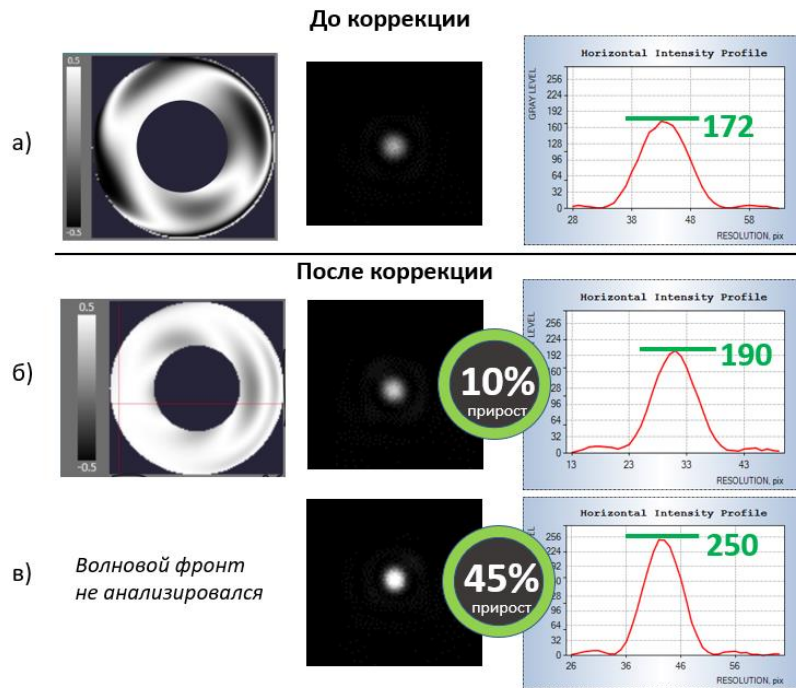 До коррекции
а)
0.5
-0.5
Horizontal Intensity Profile
GRAY LEVEL
256
224
192
160
128
96
64
32
0
28
38
48
58
RESOLUTION, pix
172
После коррекции
б)
0.5
-0.5
10%
прирост
Horizontal Intensity Profile
LEVEL
256
224
192
160
128
96
64
32
0
13
23
33
43
RESOLUTION, pix
190
в)
Волновой фронт
не анализировался
45%
прирост
Horizontal Intensity Profile
LEVEL
256
224
192
128
96
64
32
0
26
36
46
56
RESOLUTION, pix
250